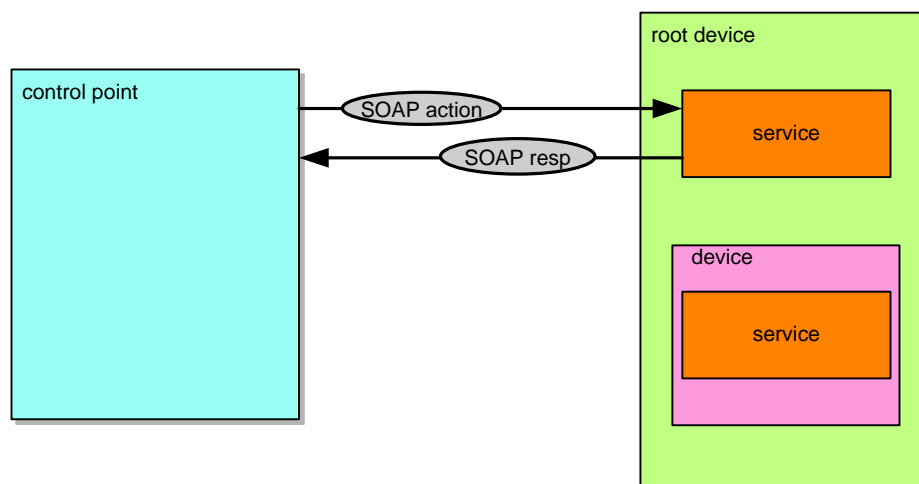 root device
control point
SOAP action
service
SOAP resp
device
service